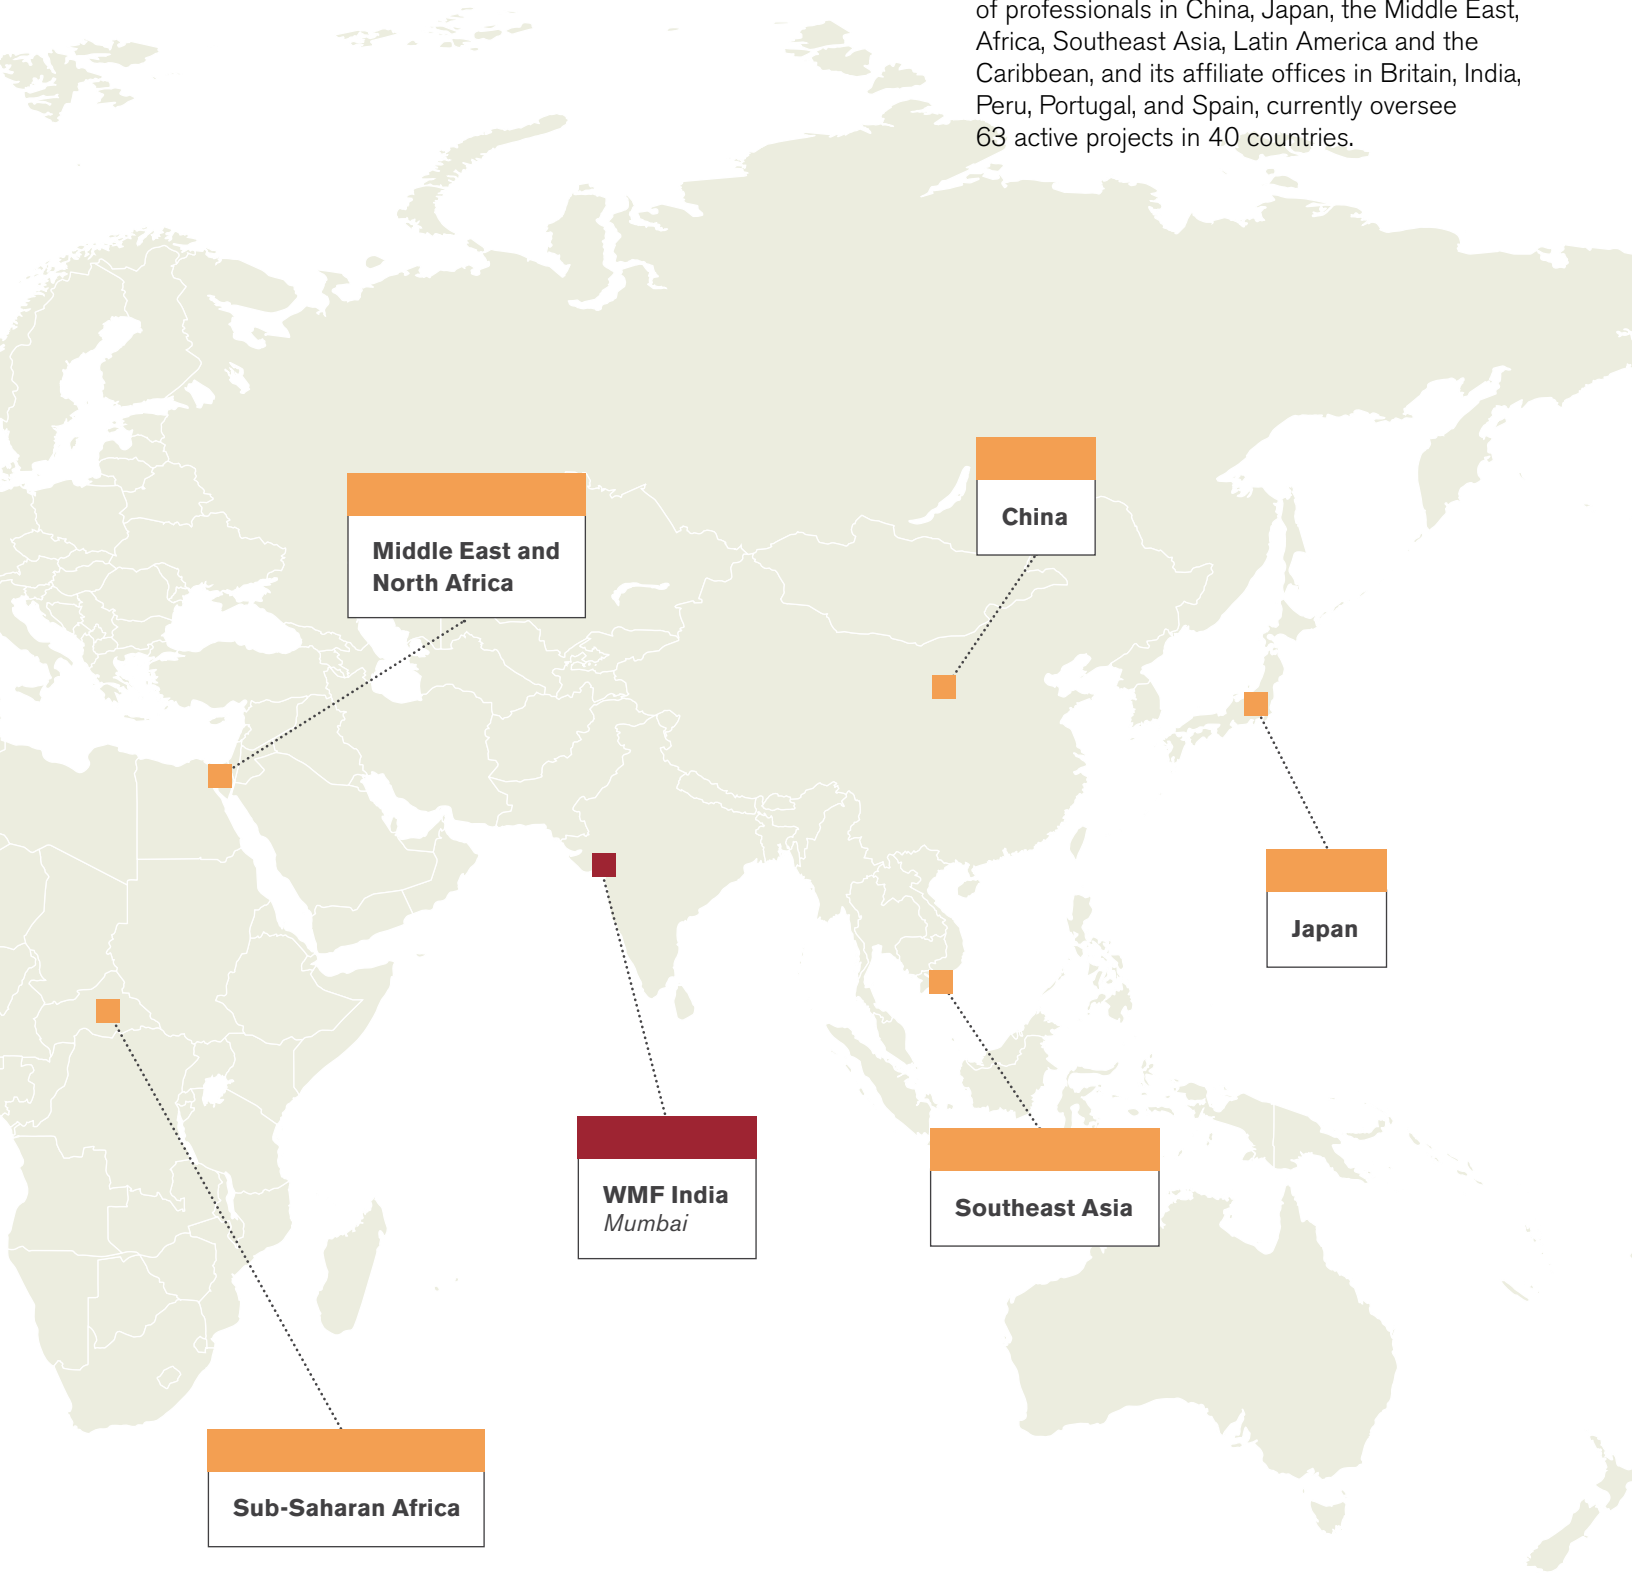 of professionals in China, Japan, the Middle East,
Africa, Southeast Asia, Latin America and the
Caribbean, and its affiliate offices in Britain, India,
Peru, Portugal, and Spain, currently oversee
63 active projects in 40 countries.
China
Middle East and
North Africa
Japan
WMF India
Mumbai
Southeast Asia
Sub-Saharan Africa